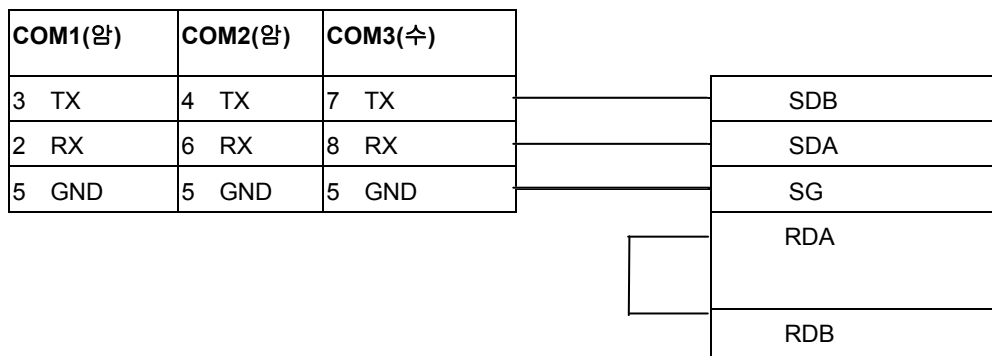 COM1(암) COM2(암) COM3(수)
3 TX 4 TX 7 TX SDB
2 RX 6 RX 8 RX SDA
5 GND 5 GND 5 GND SG
RDA
RDB